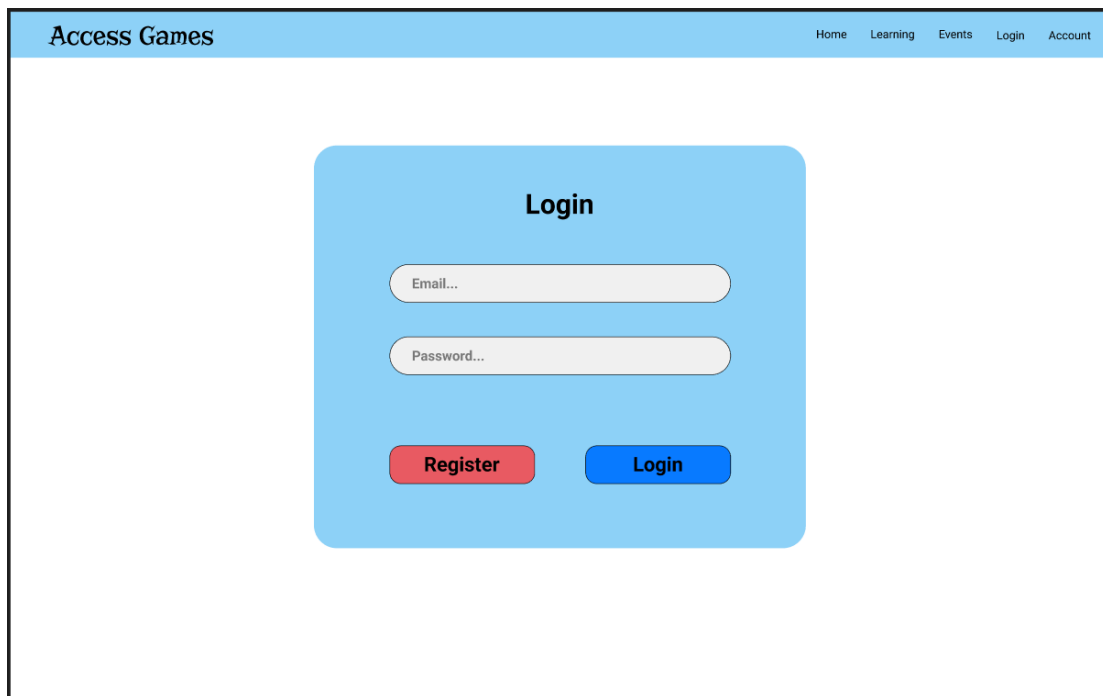 Access Games
Home Learning Events Login Account
Login
Email...
Password...
Register Login